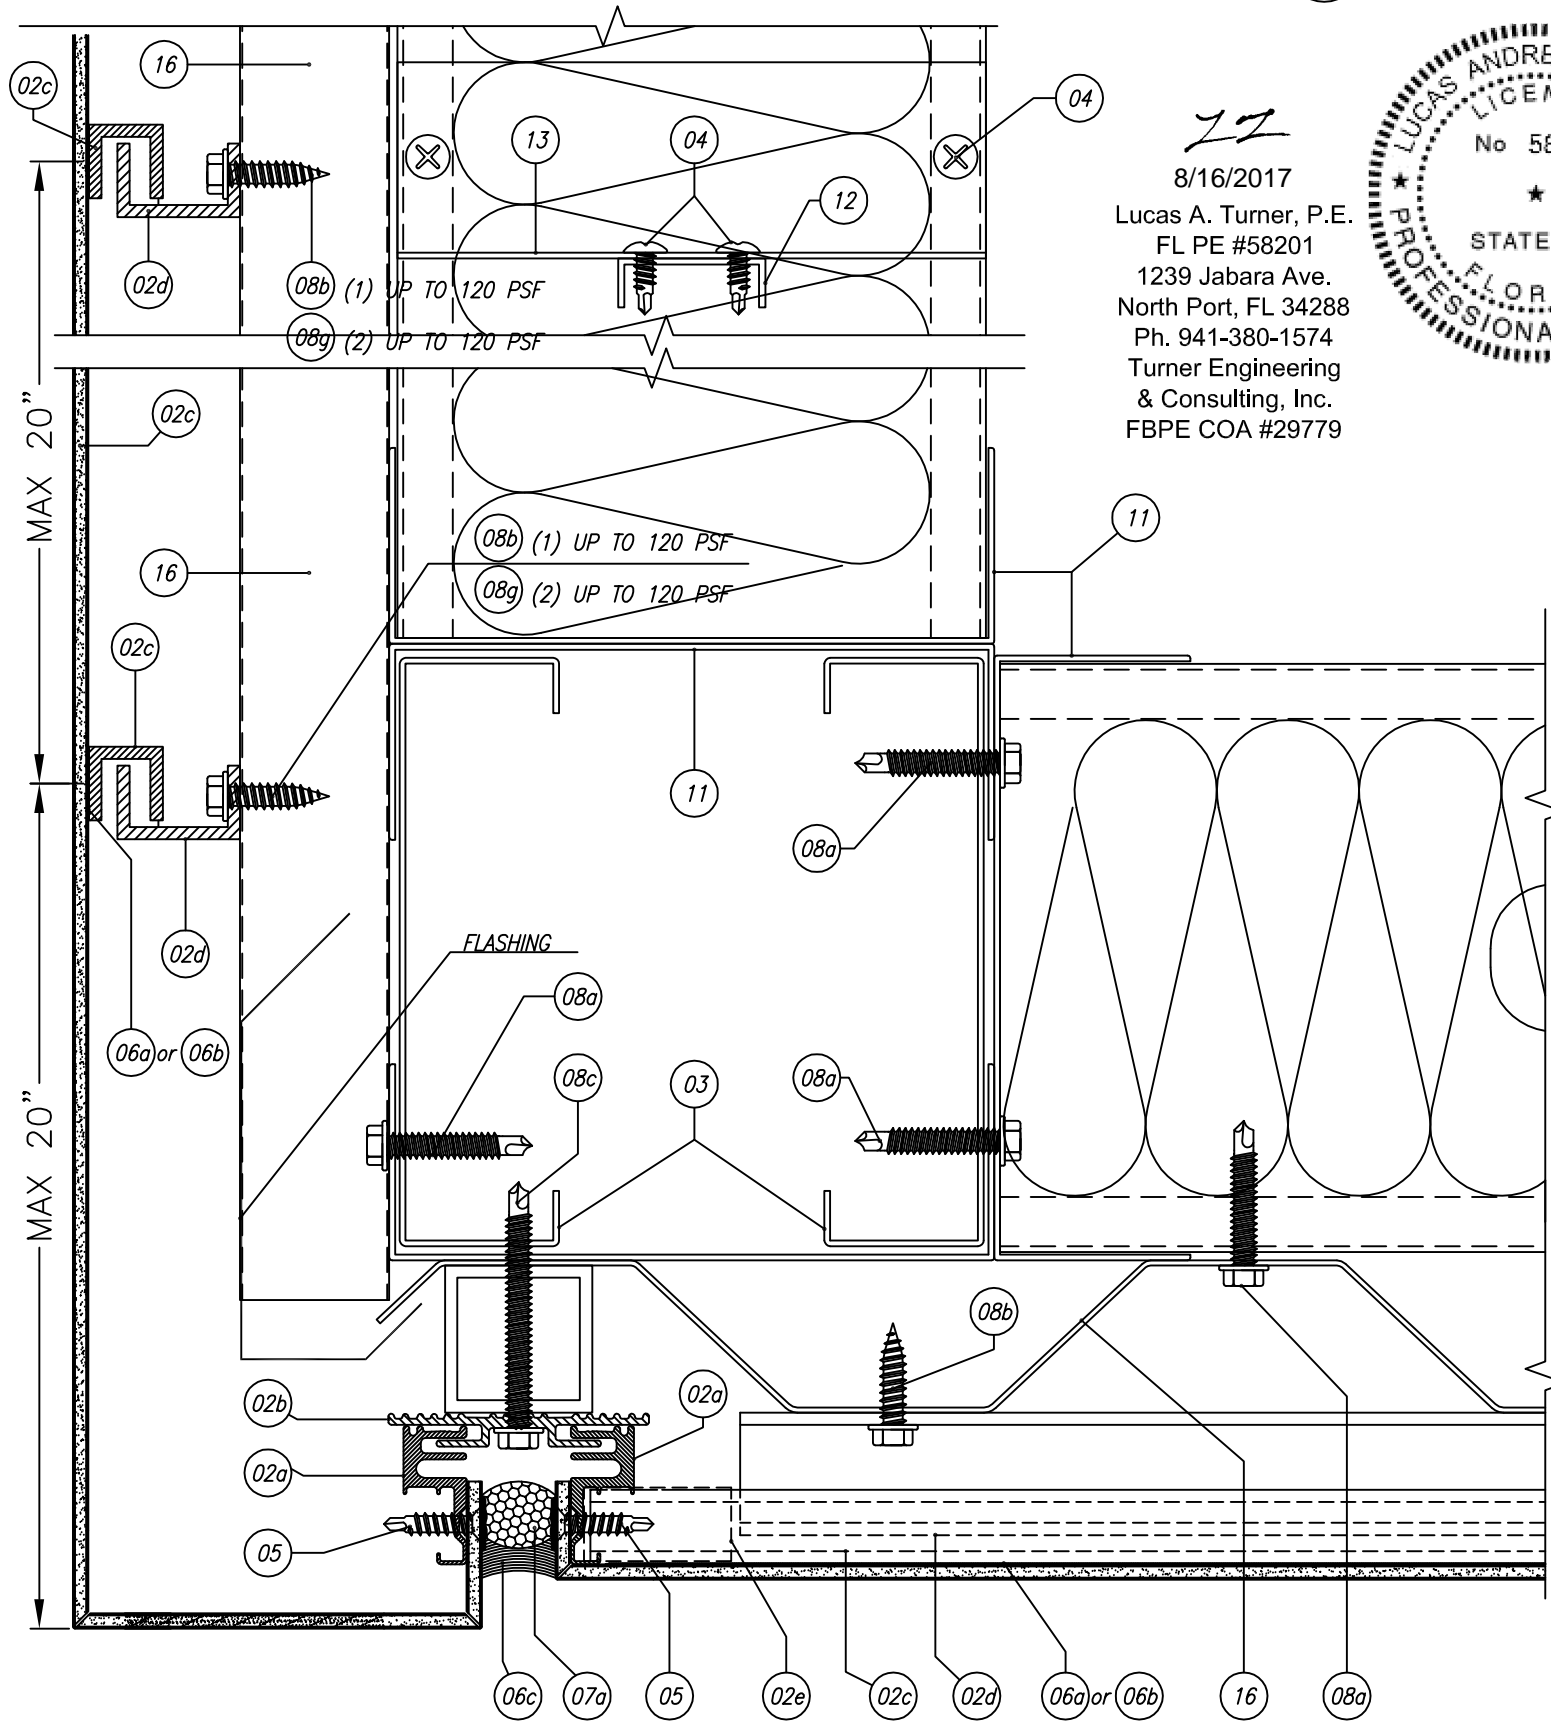 16
02c
04
13
04
12
02d
08b (1) UP TO 120 PSF
08g (2) UP TO 120 PSF
02c
MAX 20"
08b (1) UP TO 120 PSF
08g (2) UP TO 120 PSF
11
16
02c
11
08a
02d
FLASHING
08a
06a or 06b
08c
03
08a
MAX 20"
08b
02b
02a
02a
05
06c
07a
05
02e
02c
02d
06a or 06b
16
08a
8/16/2017
Lucas A. Turner, P.E.
FL PE #58201
1239 Jabara Ave.
North Port, FL 34288
Ph. 941-380-1574
Turner Engineering
& Consulting, Inc.
FBPE COA #29779
★ LUCAS ANDRE
LICEN
No 58
★
STATE
FLOR
PROFESSIONA